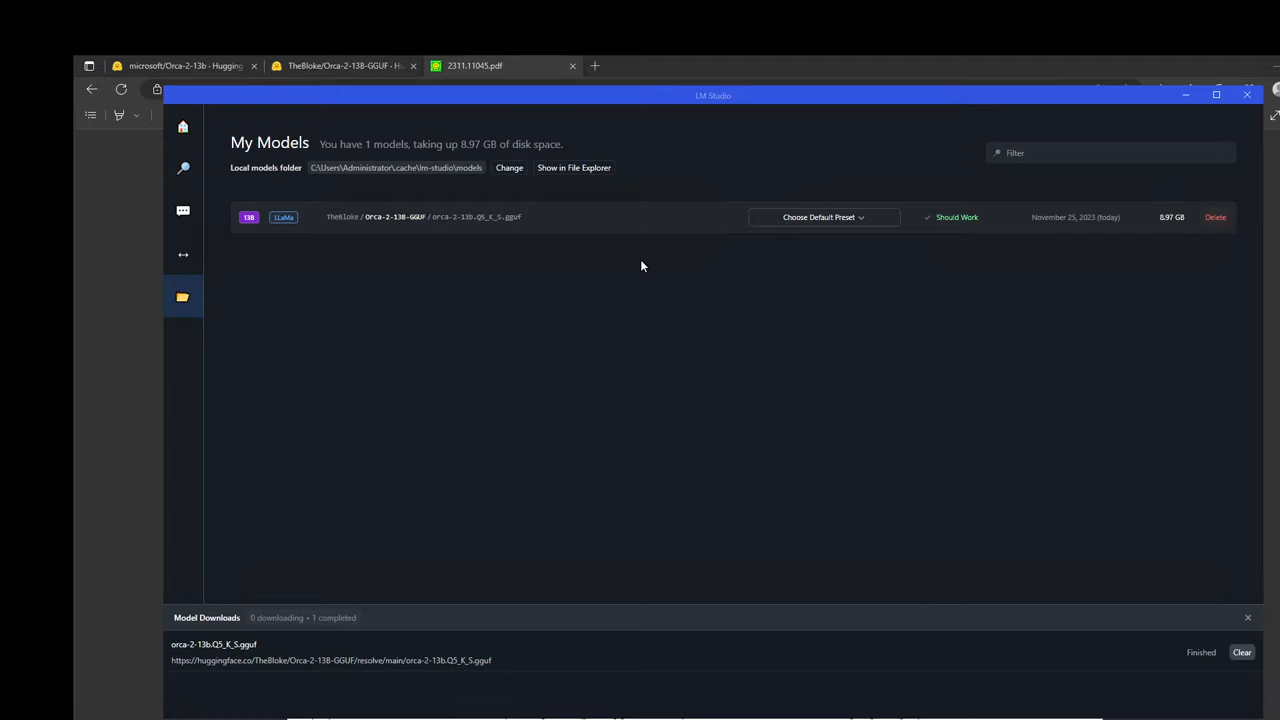 microsoft/Orca-2-13b · Hugging
TheBloke/Orca-2-13B-GGUF · Hu
2311.11045.pdf
LM Studio
My Models You have 1 models, taking up 8.97 GB of disk space.
Filter
Local models folder C:\Users\Administrator\.cache\lm-studio\models Change Show in File Explorer
13B LLaMa TheBloke / Orca-2-13B-GGUF / orca-2-13b.Q5_K_S.gguf Choose Default Preset ✓ Should Work November 25, 2023 (today) 8.97 GB Delete
Model Downloads 0 downloading • 1 completed
orca-2-13b.Q5_K_S.gguf
https://huggingface.co/TheBloke/Orca-2-13B-GGUF/resolve/main/orca-2-13b.Q5_K_S.gguf
Finished Clear